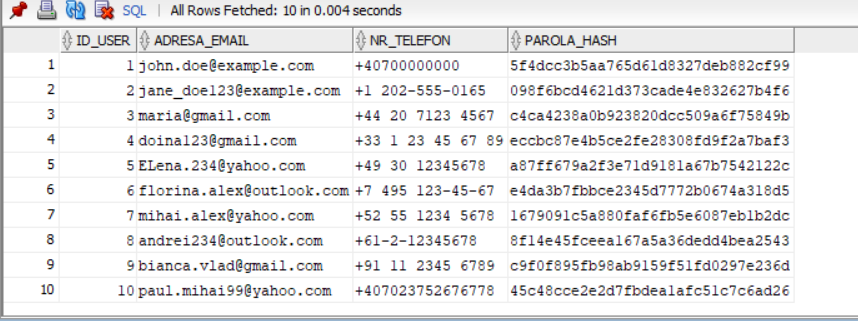 SQL | All Rows Fetched: 10 in 0.004 seconds
ID_USER ADRESA_EMAIL NR_TELEFON PAROLA_HASH
1 1 john.doe@example.com +40700000000 5f4dcc3b5aa765d61d8327deb882cf99
2 2 jane_doe123@example.com +1 202-555-0165 098f6bcd4621d373cade4e832627b4f6
3 3 maria@gmail.com +44 20 7123 4567 c4ca4238a0b923820dcc509a6f75849b
4 4 doina123@gmail.com +33 1 23 45 67 89 eccbc87e4b5ce2fe28308fd9f2a7baf3
5 5 ELena.234@yahoo.com +49 30 12345678 a87ff679a2f3e71d9181a67b7542122c
6 6 florina.alex@outlook.com +7 495 123-45-67 e4da3b7fbbce2345d7772b0674a318d5
7 7 mihai.alex@yahoo.com +52 55 1234 5678 1679091c5a880faf6fb5e6087eb1b2dc
8 8 andrei234@outlook.com +61-2-12345678 8f14e45fceea167a5a36dedd4bea2543
9 9 bianca.vlad@gmail.com +91 11 2345 6789 c9f0f895fb98ab9159f51fd0297e236d
10 10 paul.mihai99@yahoo.com +407023752676778 45c48cce2e2d7fbdea1afc51c7c6ad26